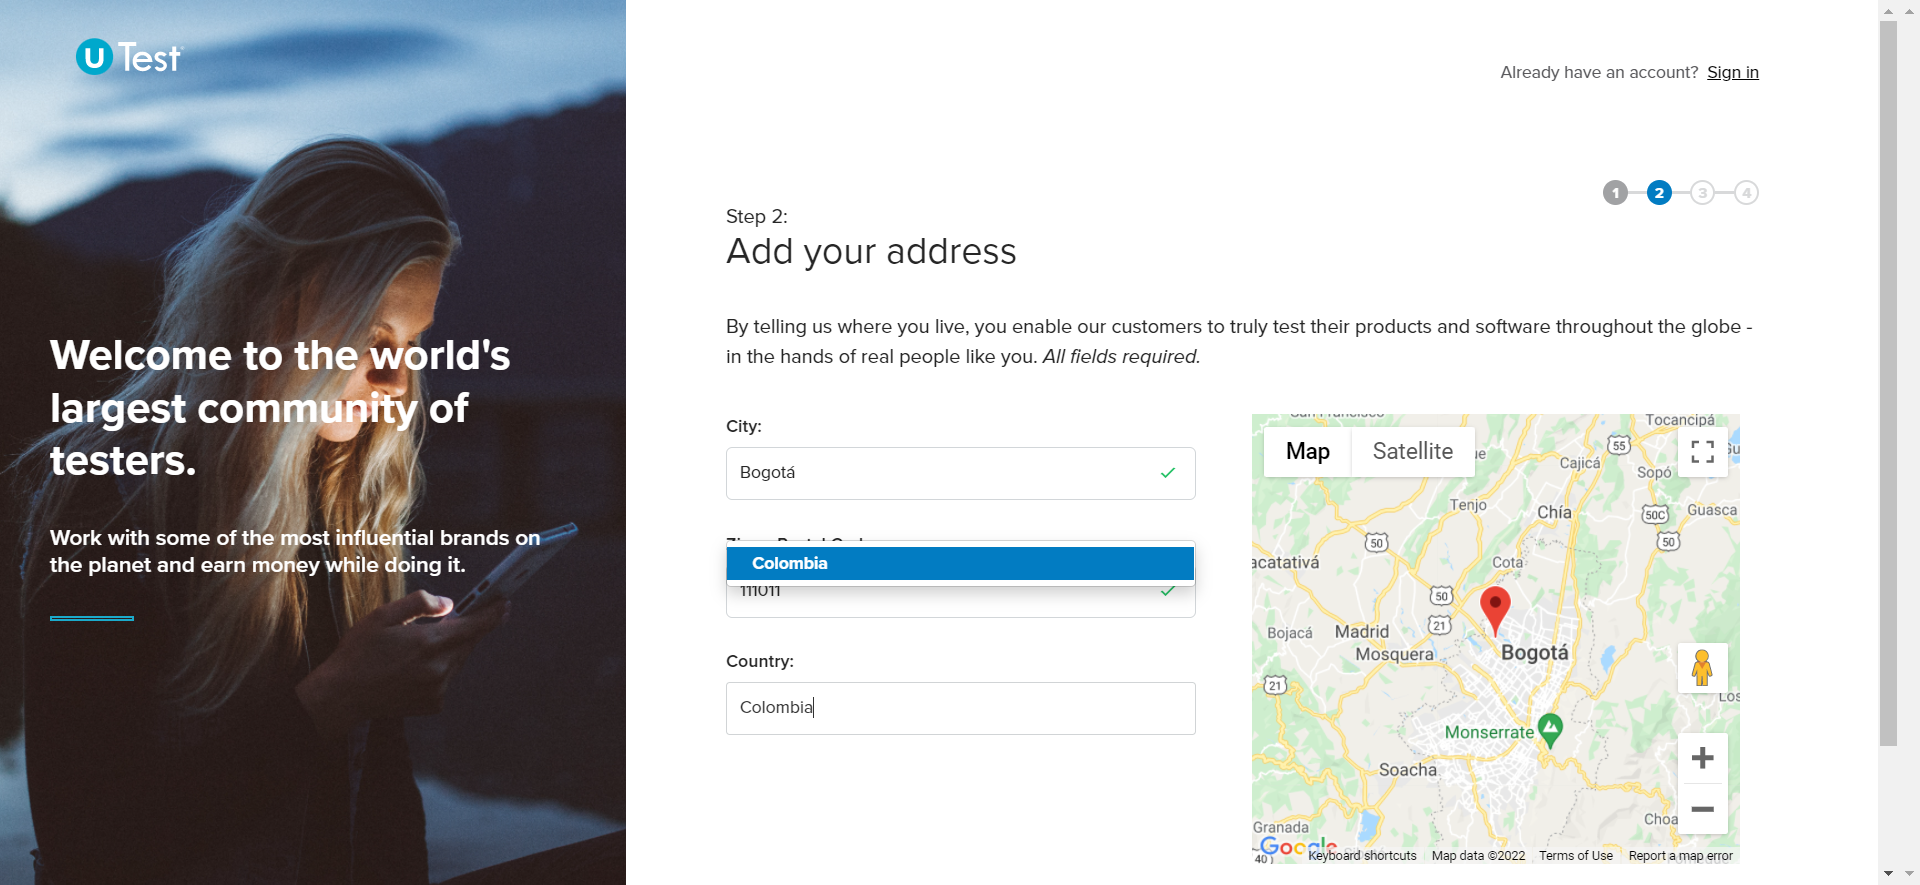 U Test
Already have an account? Sign in
1 2 3 4
Step 2:
Add your address
By telling us where you live, you enable our customers to truly test their products and software throughout the globe -
in the hands of real people like you. All fields required.
Welcome to the world's
largest community of
testers.
Work with some of the most influential brands on
the planet and earn money while doing it.
City:
Bogotá
Colombia
111011
Country:
Colombia
Map
Satellite
Tocancipá
55
Cajicá
Sopó
Tenjo
Chía
50C
Guasca
50
50
acatativá
Cota
50
21
Bojacá
Madrid
Mosquera
Bogotá
21
Los
Monserrate
Soacha
Choa
Granada
Google
40
Keyboard shortcuts
Map data ©2022
Terms of Use
Report a map error